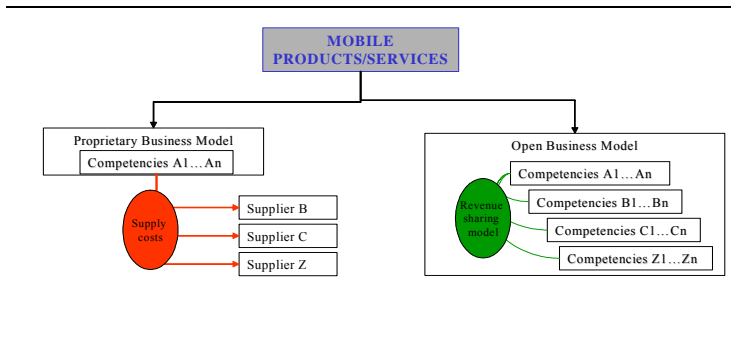 MOBILE
PRODUCTS/SERVICES
Proprietary Business Model
Competencies A1…An
Supply
costs
Supplier B
Supplier C
Supplier Z
Open Business Model
Revenue
sharing
model
Competencies A1…An
Competencies B1…Bn
Competencies C1…Cn
Competencies Z1…Zn